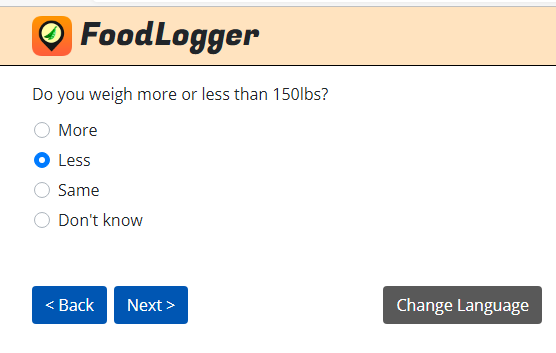 FoodLogger
Do you weigh more or less than 150lbs?
More
Less
Same
Don't know
< Back
Next >
Change Language